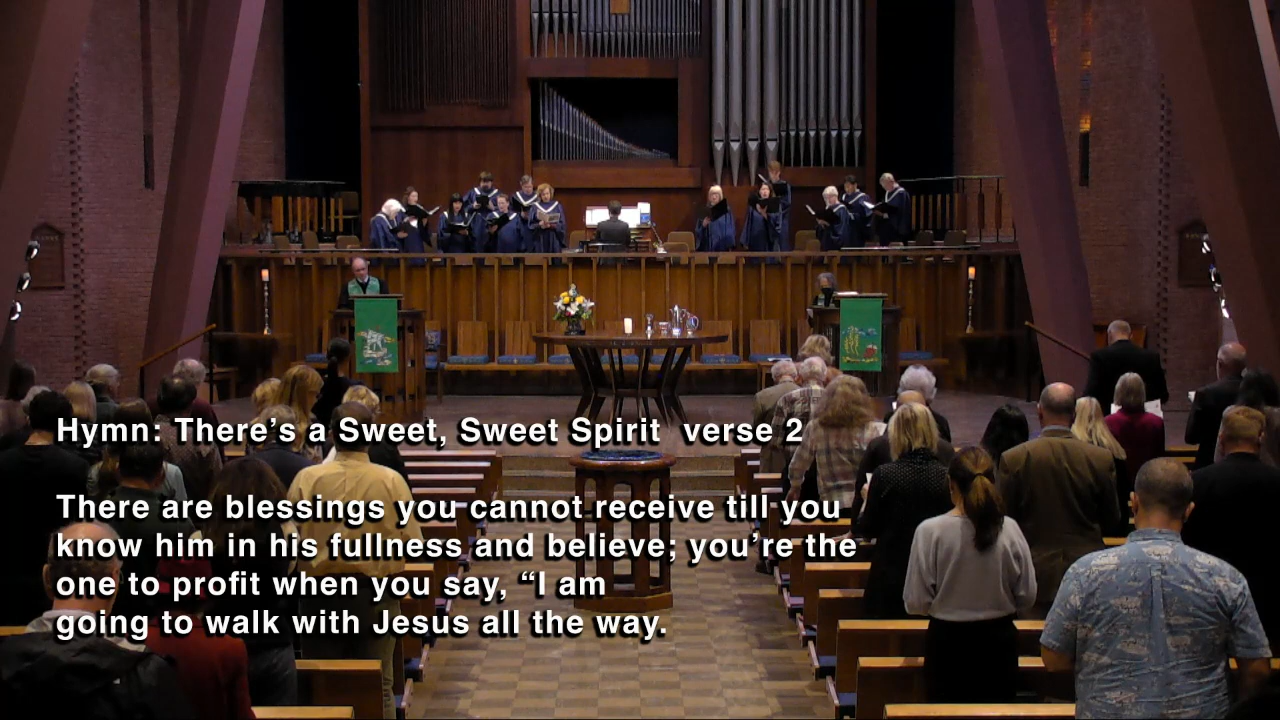 Hymn: There’s a Sweet, Sweet Spirit  verse 2
There are blessings you cannot receive till you
know him in his fullness and believe; you’re the
one to profit when you say, “I am
going to walk with Jesus all the way.